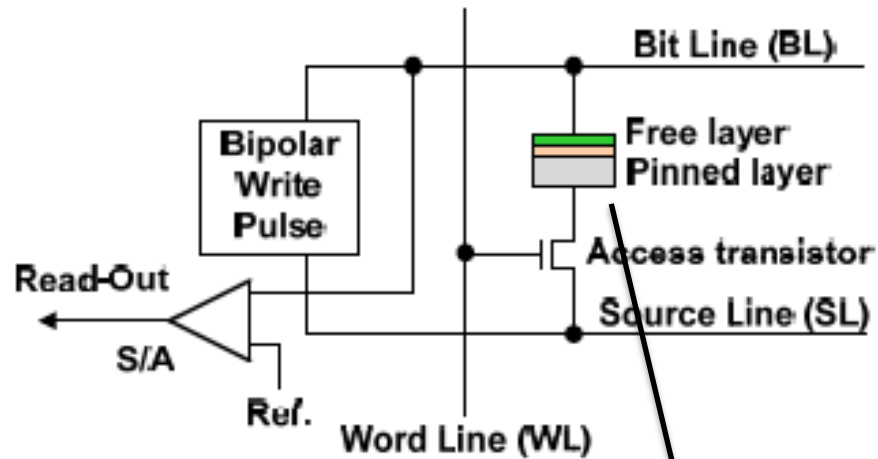 Bit Line (BL)
Free layer
Pinned layer
Bipolar
Write
Pulse
Access transistor
Read-Out
Source Line (SL)
S/A
Ref.
Word Line (WL)